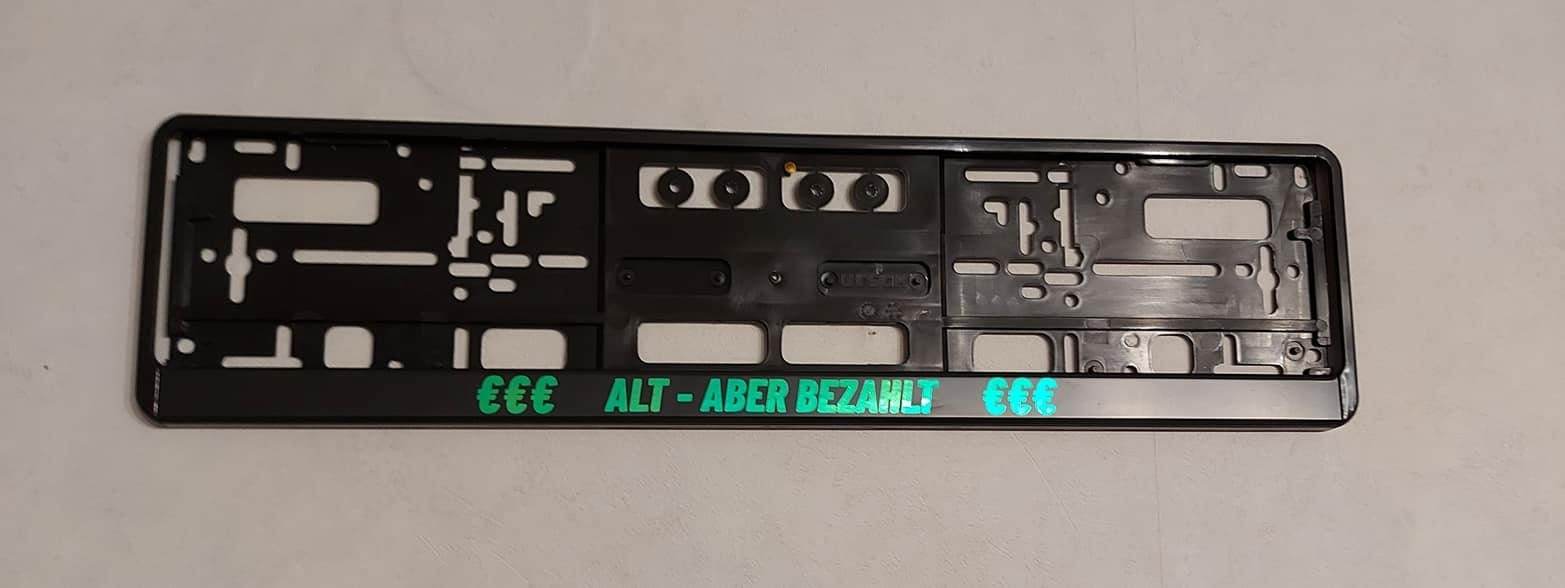 €€€ ALT - ABER BEZAHLT €€€